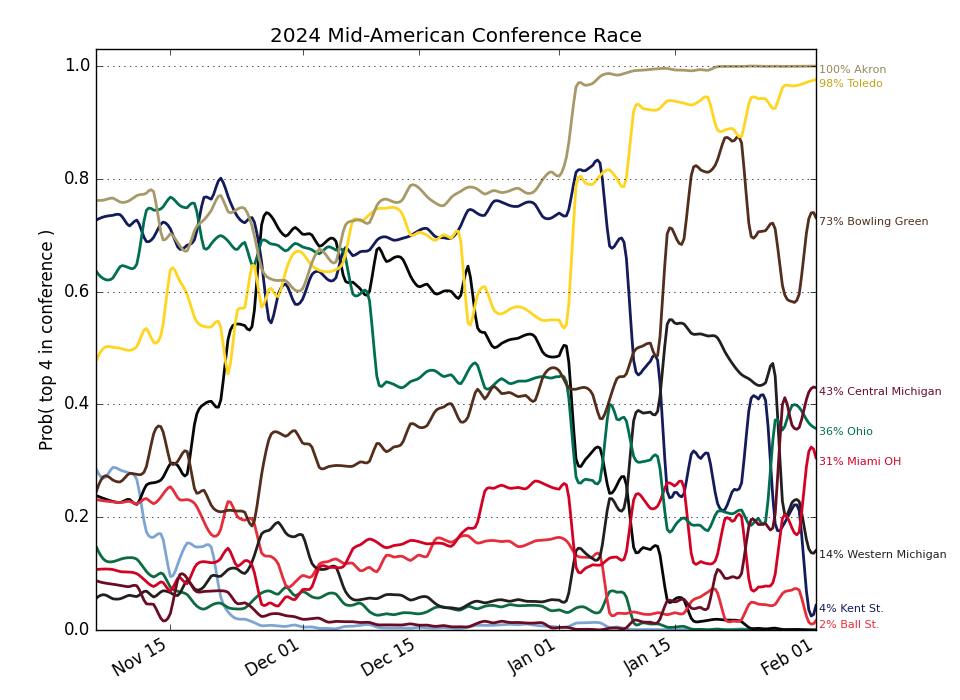 2024 Mid-American Conference Race
Prob( top 4 in conference )
1.0
0.8
0.6
0.4
0.2
0.0
Nov 15
Dec 01
Dec 15
Jan 01
Jan 15
Feb 01
100% Akron
98% Toledo
73% Bowling Green
43% Central Michigan
36% Ohio
31% Miami OH
14% Western Michigan
4% Kent St.
2% Ball St.